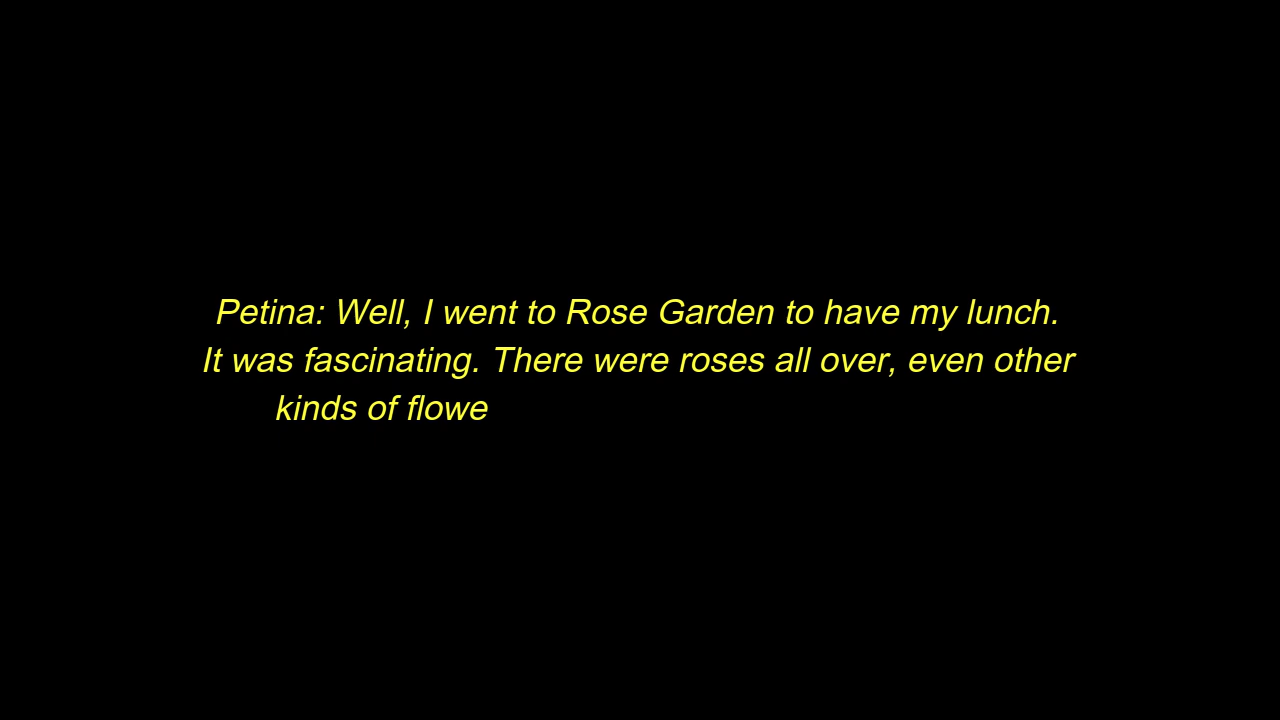 Petina: Well, I went to Rose Garden to have my lunch.
It was fascinating. There were roses all over, even other
kinds of flowe